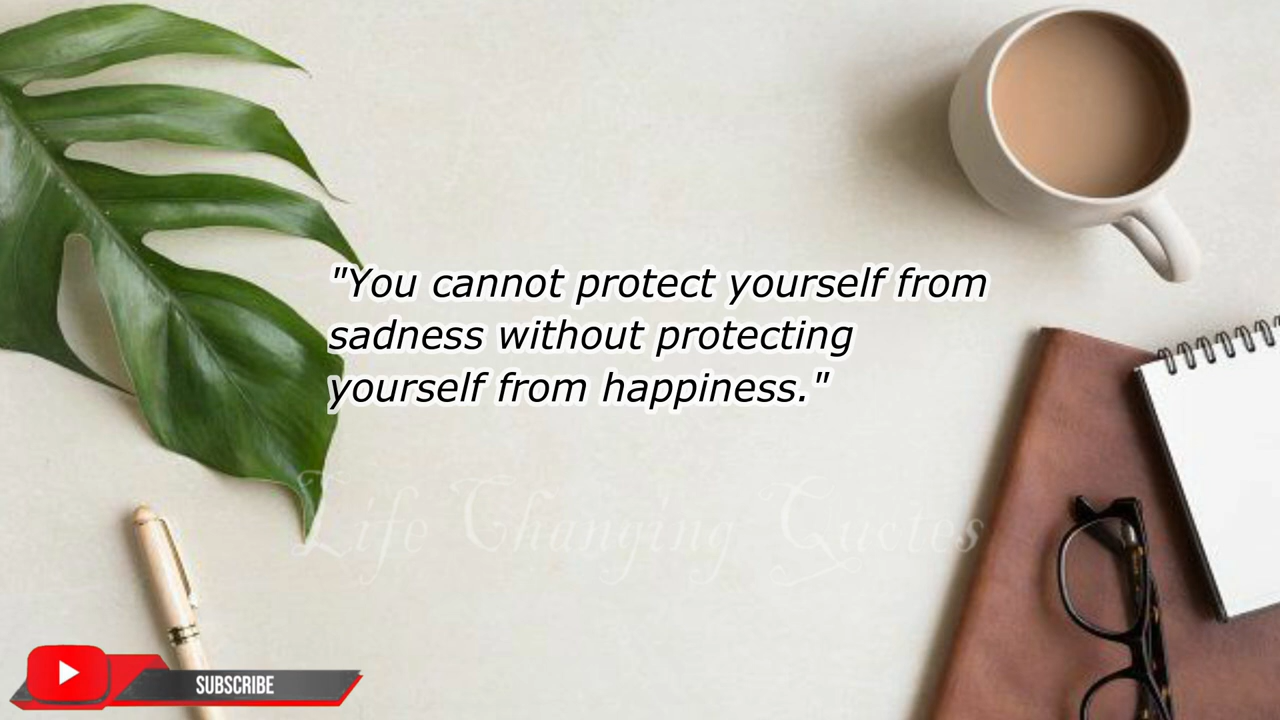 "You cannot protect yourself from
sadness without protecting
yourself from happiness."
Life Changing Quotes
SUBSCRIBE